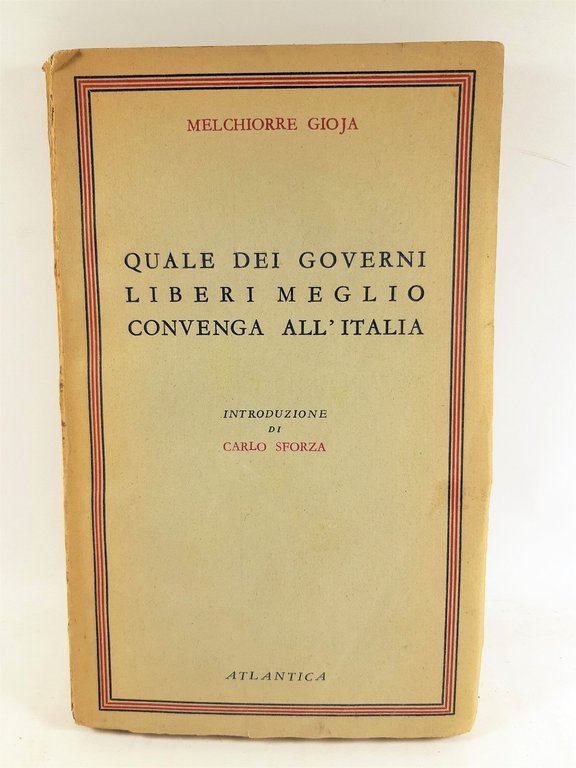 MELCHIORRE GIOJA
QUALE DEI GOVERNI
LIBERI MEGLIO
CONVENGA ALL'ITALIA
INTRODUZIONE
DI
CARLO SFORZA
ATLANTICA